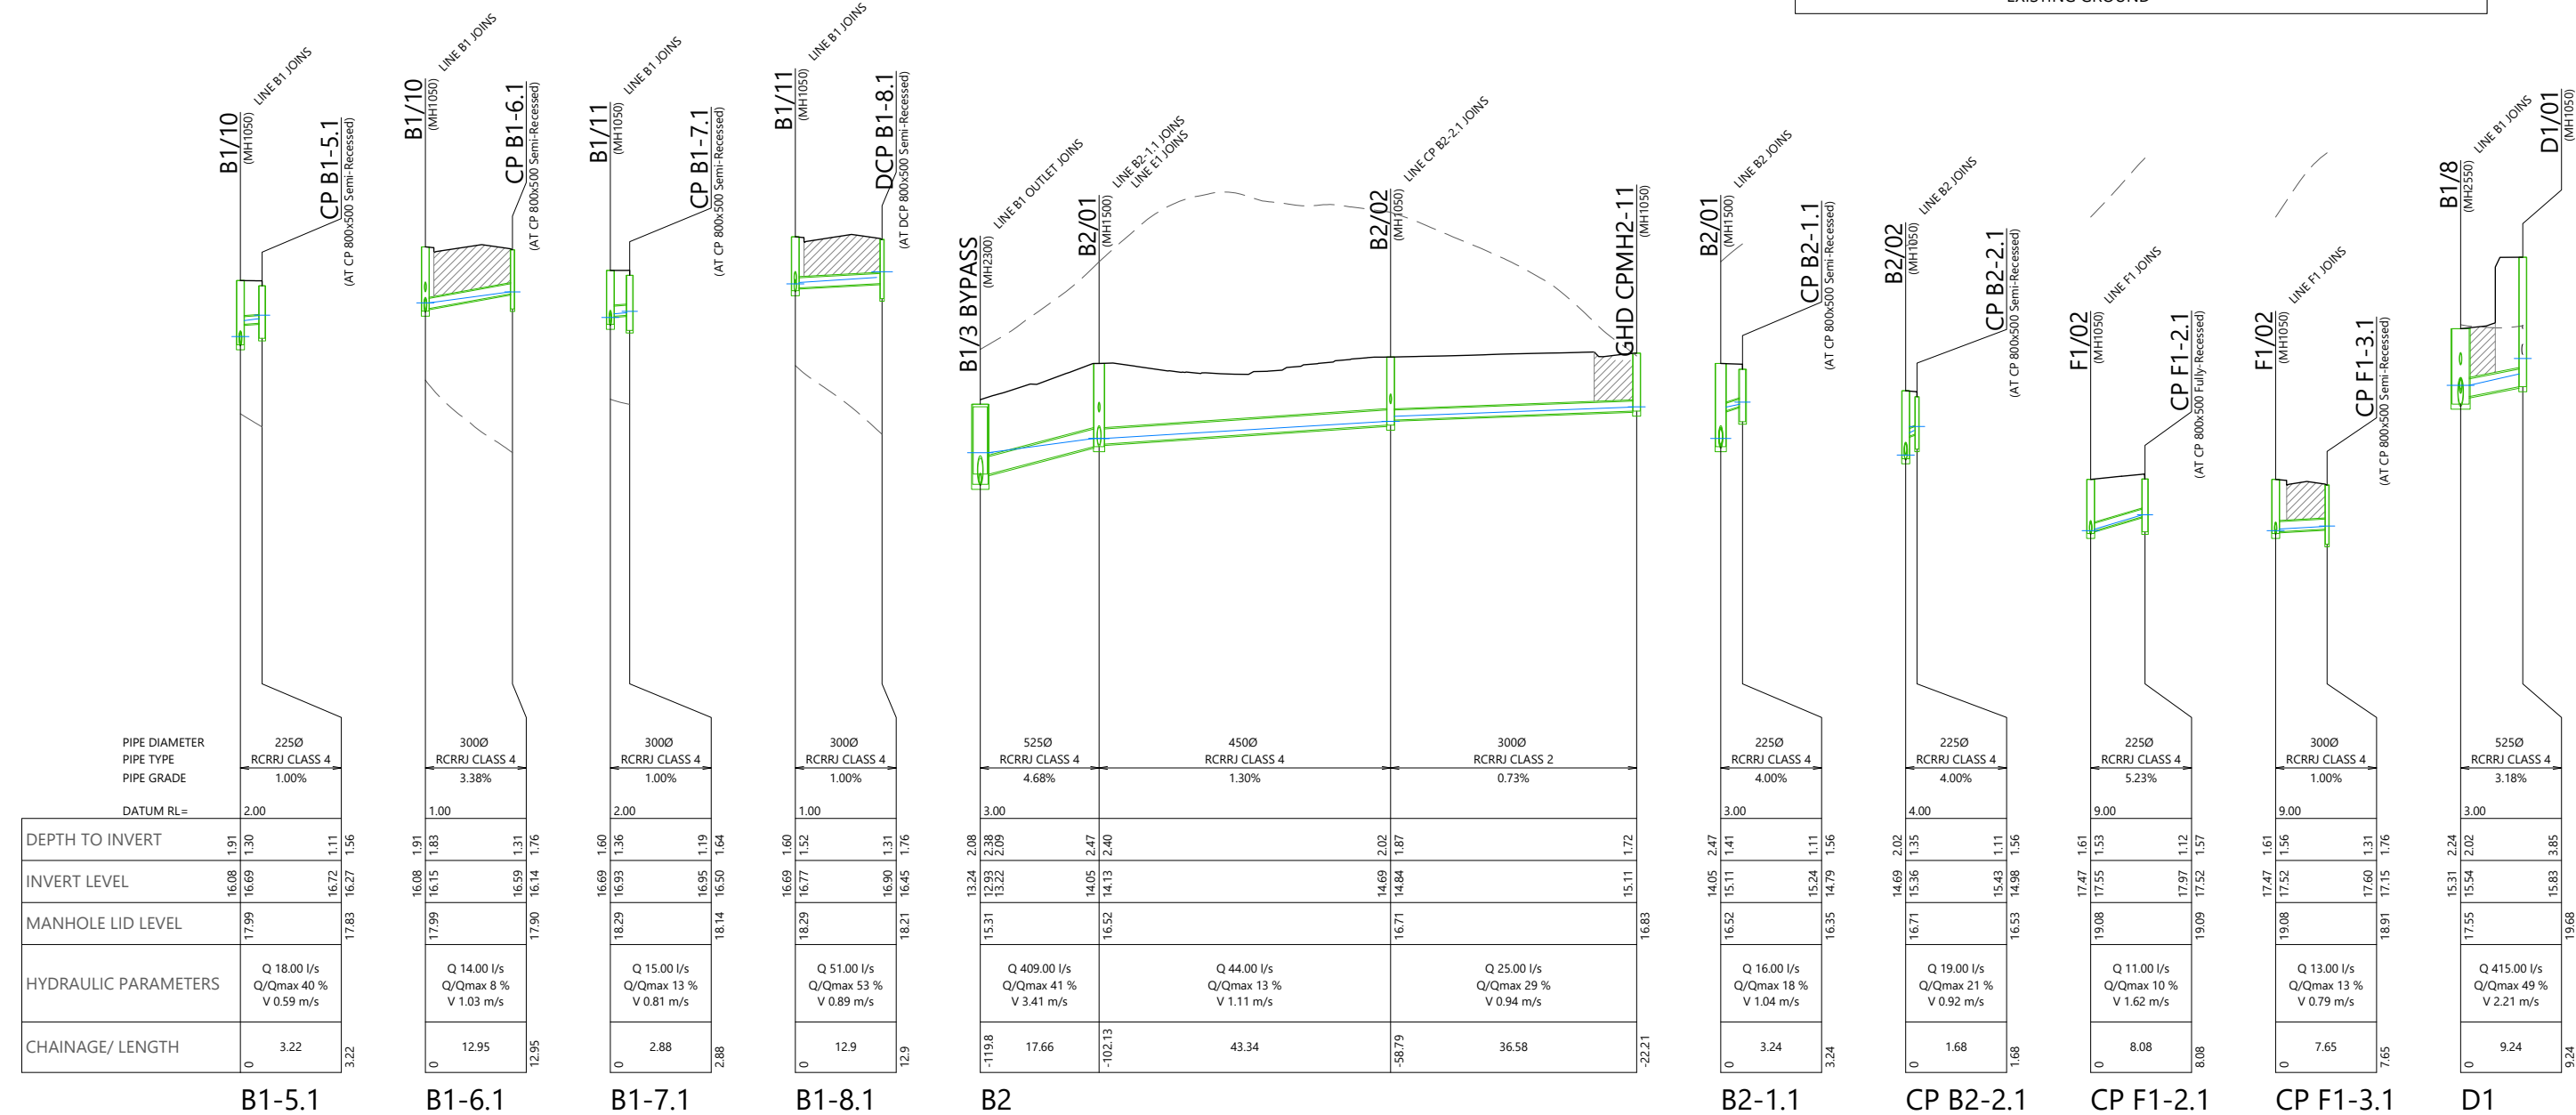 EXISTING GROUND
B1/10
(MH1050)
LINE B1 JOINS
CP B1-5.1
(AT CP 800x500 Semi-Recessed)
B1/10
(MH1050)
LINE B1 JOINS
CP B1-6.1
(AT CP 800x500 Semi-Recessed)
B1/11
(MH1050)
LINE B1 JOINS
CP B1-7.1
(AT CP 800x500 Semi-Recessed)
B1/11
(MH1050)
LINE B1 JOINS
DCP B1-8.1
(AT DCP 800x500 Semi-Recessed)
B1/3 BYPASS
(MH2300)
LINE B1 OUTLET JOINS
B2/01
(MH1500)
LINE B2-1.1 JOINS
LINE E1 JOINS
B2/02
(MH1050)
LINE CP B2-2.1 JOINS
GHD CPMH2-11
(MH1050)
B2/01
(MH1500)
LINE B2 JOINS
CP B2-1.1
(AT CP 800x500 Semi-Recessed)
B2/02
(MH1050)
LINE B2 JOINS
CP B2-2.1
(AT CP 800x500 Semi-Recessed)
F1/02
(MH1050)
LINE F1 JOINS
CP F1-2.1
(AT CP 800x500 Fully-Recessed)
F1/02
(MH1050)
LINE F1 JOINS
CP F1-3.1
(AT CP 800x500 Semi-Recessed)
B1/8
(MH2550)
LINE B1 JOINS
D1/01
(MH1050)
PIPE DIAMETER 225Ø 300Ø 300Ø 300Ø 525Ø 450Ø 300Ø 225Ø 225Ø 225Ø 300Ø 525Ø
PIPE TYPE RCRRJ CLASS 4 RCRRJ CLASS 4 RCRRJ CLASS 4 RCRRJ CLASS 4 RCRRJ CLASS 4 RCRRJ CLASS 4 RCRRJ CLASS 2 RCRRJ CLASS 4 RCRRJ CLASS 4 RCRRJ CLASS 4 RCRRJ CLASS 4 RCRRJ CLASS 4
PIPE GRADE 1.00% 3.38% 1.00% 1.00% 4.68% 1.30% 0.73% 4.00% 4.00% 5.23% 1.00% 3.18%
DATUM RL= 2.00 1.00 2.00 1.00 3.00 3.00 4.00 9.00 9.00 3.00
DEPTH TO INVERT 1.91 1.30 1.11 1.56 1.91 1.83 1.31 1.76 1.60 1.36 1.19 1.64 1.60 1.52 1.31 1.76 2.08 2.38 2.09 2.47 2.40 2.02 1.87 1.72 2.47 1.41 1.11 1.56 2.02 1.35 1.11 1.56 1.61 1.53 1.12 1.57 1.61 1.56 1.31 1.76 2.24 2.02 3.85
INVERT LEVEL 16.08 16.69 16.72 16.27 16.08 16.15 16.59 16.14 16.69 16.93 16.95 16.50 16.69 16.77 16.90 16.45 13.24 12.93 13.22 14.05 14.13 14.69 14.84 15.11 14.05 15.11 15.24 14.79 14.69 15.36 15.43 14.98 17.47 17.55 17.97 17.52 17.47 17.52 17.60 17.15 15.31 15.54 15.83
MANHOLE LID LEVEL 17.99 17.83 17.99 17.90 18.29 18.14 18.29 18.21 15.31 16.52 16.71 16.83 16.52 16.35 16.71 16.53 19.08 19.09 19.08 18.91 17.55 19.68
HYDRAULIC PARAMETERS
Q 18.00 l/s Q 14.00 l/s Q 15.00 l/s Q 51.00 l/s Q 409.00 l/s Q 44.00 l/s Q 25.00 l/s Q 16.00 l/s Q 19.00 l/s Q 11.00 l/s Q 13.00 l/s Q 415.00 l/s
Q/Qmax 40 % Q/Qmax 8 % Q/Qmax 13 % Q/Qmax 53 % Q/Qmax 41 % Q/Qmax 13 % Q/Qmax 29 % Q/Qmax 18 % Q/Qmax 21 % Q/Qmax 10 % Q/Qmax 13 % Q/Qmax 49 %
V 0.59 m/s V 1.03 m/s V 0.81 m/s V 0.89 m/s V 3.41 m/s V 1.11 m/s V 0.94 m/s V 1.04 m/s V 0.92 m/s V 1.62 m/s V 0.79 m/s V 2.21 m/s
CHAINAGE/ LENGTH 0 3.22 3.22 0 12.95 12.95 0 2.88 2.88 0 12.9 12.9 -119.8 17.66 -102.13 43.34 -58.79 36.58 -22.21 0 3.24 3.24 0 1.68 1.68 0 8.08 8.08 0 7.65 7.65 0 9.24 9.24
B1-5.1 B1-6.1 B1-7.1 B1-8.1 B2 B2-1.1 CP B2-2.1 CP F1-2.1 CP F1-3.1 D1